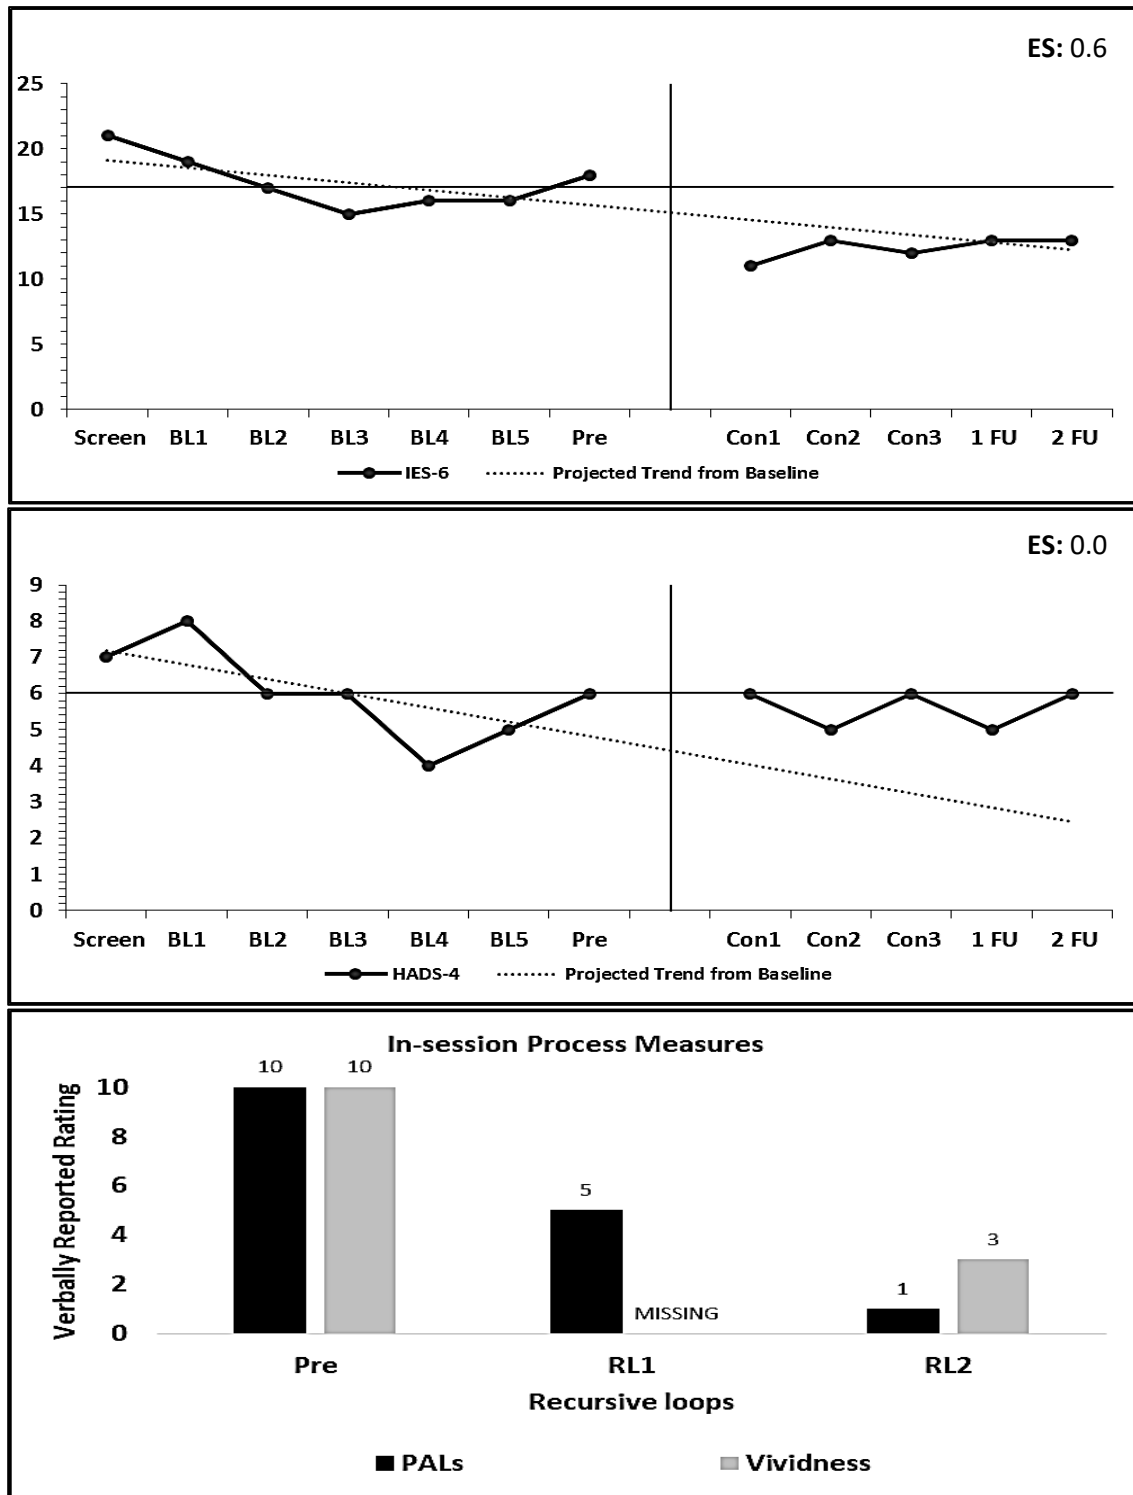 ES: 0.6
25
20
15
10
5
0
Screen BL1 BL2 BL3 BL4 BL5 Pre Con1 Con2 Con3 1 FU 2 FU
IES-6 Projected Trend from Baseline
ES: 0.0
9
8
7
6
5
4
3
2
1
0
Screen BL1 BL2 BL3 BL4 BL5 Pre Con1 Con2 Con3 1 FU 2 FU
HADS-4 Projected Trend from Baseline
In-session Process Measures
Verbally Reported Rating
10
8
6
4
2
0
10 10
5
MISSING
1
3
Pre RL1 RL2
Recursive loops
PALs Vividness